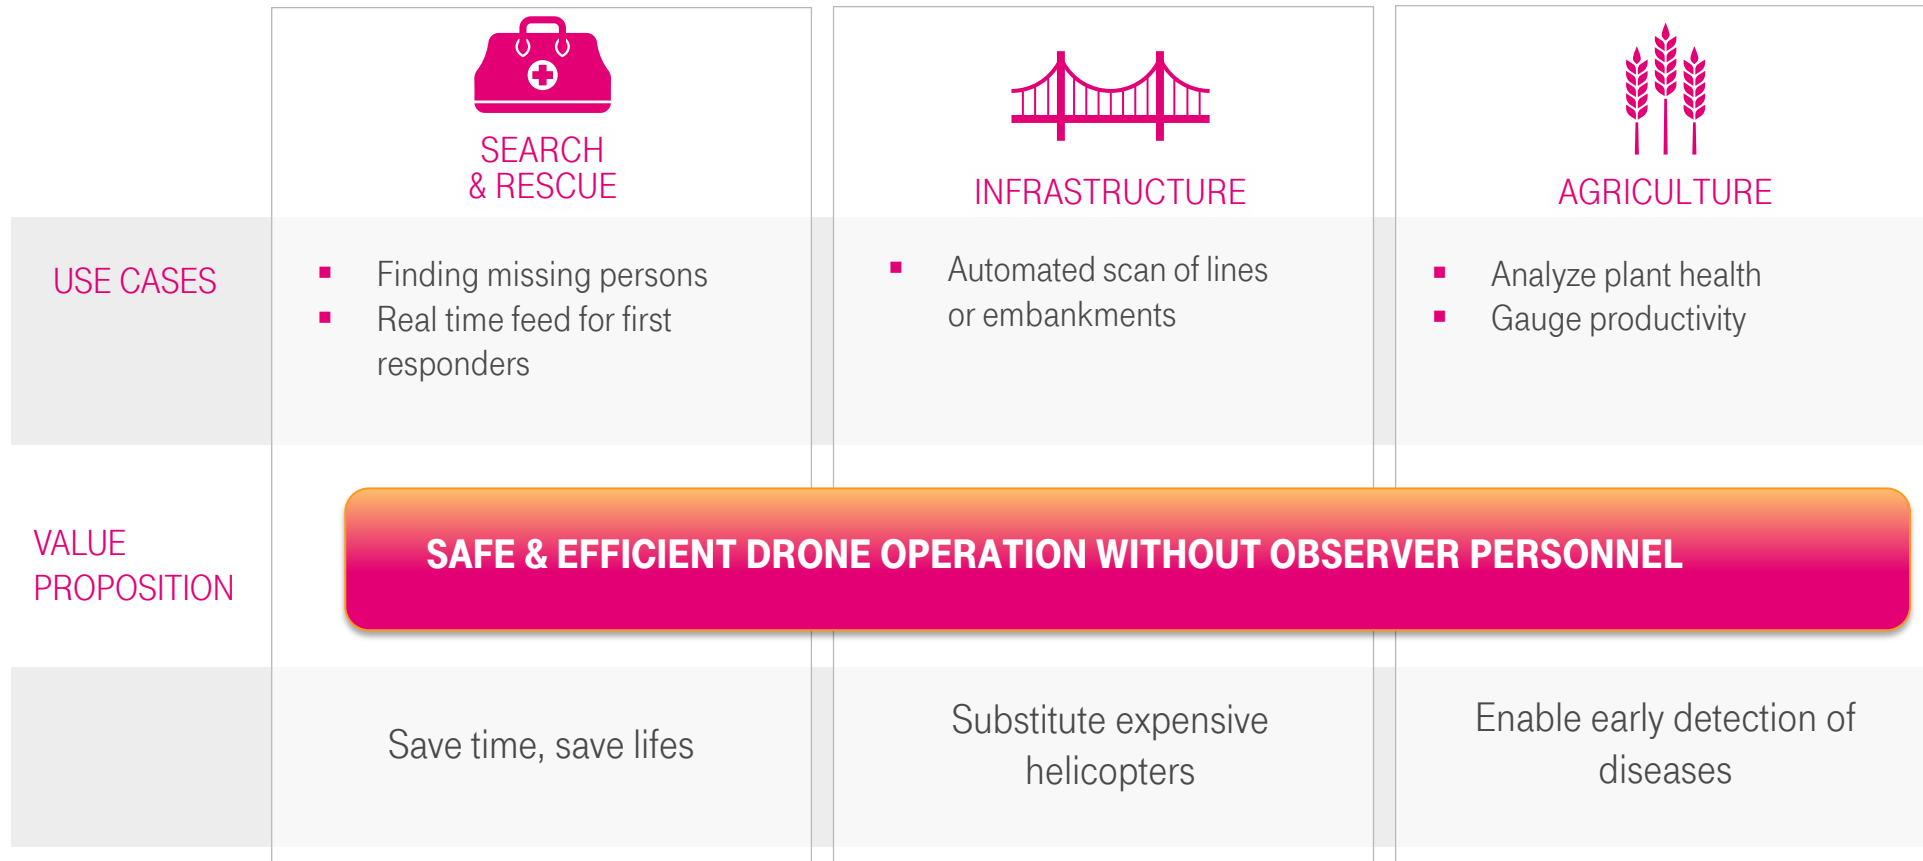 SEARCH
& RESCUE
INFRASTRUCTURE
AGRICULTURE
USE CASES
▪ Finding missing persons
▪ Real time feed for first
responders
▪ Automated scan of lines
or embankments
▪ Analyze plant health
▪ Gauge productivity
VALUE
PROPOSITION
SAFE & EFFICIENT DRONE OPERATION WITHOUT OBSERVER PERSONNEL
Save time, save lifes
Substitute expensive
helicopters
Enable early detection of
diseases